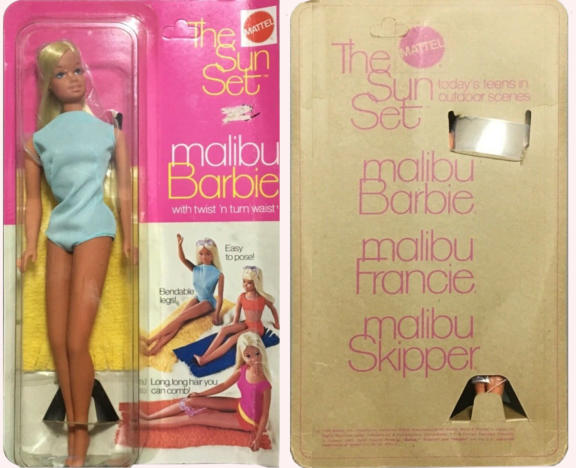 MATTEL
The
Sun
Set™
malibu
Barbie
with twist 'n turn waist
Easy
to pose!
Bendable
legs!
Long, long hair you
can comb!
MATTEL
The
Sun
Set
today's teens in
outdoor scenes
malibu
Barbie
malibu
Francie
malibu
Skipper